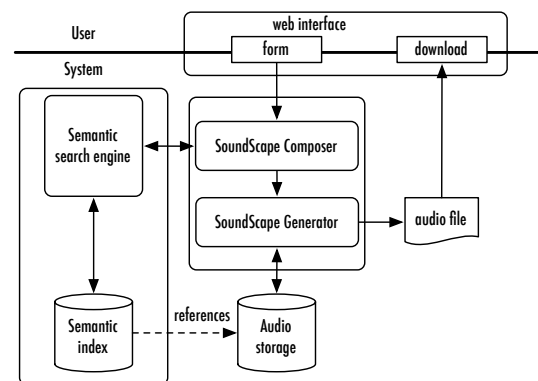 User
web interface
form
download
System
Semantic
search engine
SoundScape Composer
SoundScape Generator
audio file
references
Semantic
index
Audio
storage